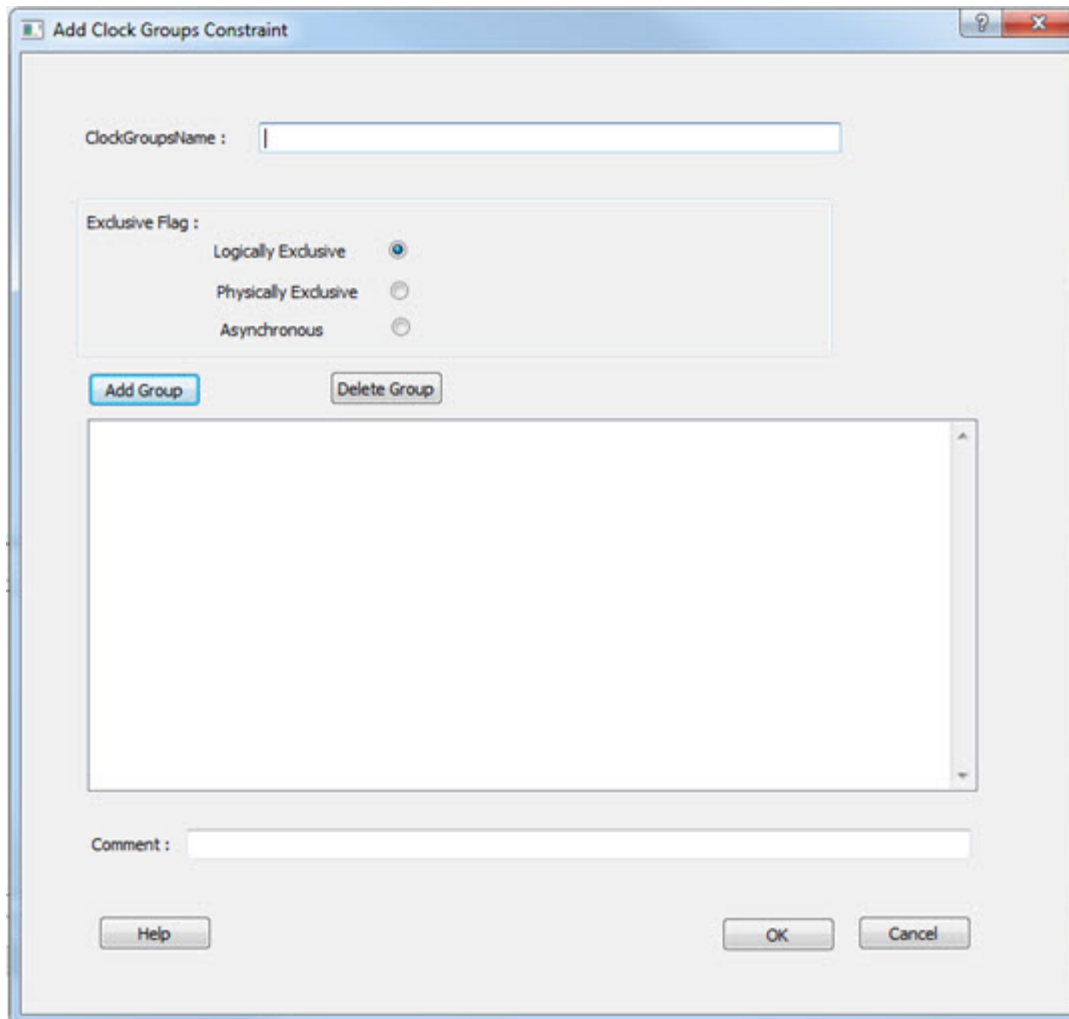 Add Clock Groups Constraint
ClockGroupsName :
Exclusive Flag :
Logically Exclusive
Physically Exclusive
Asynchronous
Add Group Delete Group
Comment :
Help OK Cancel